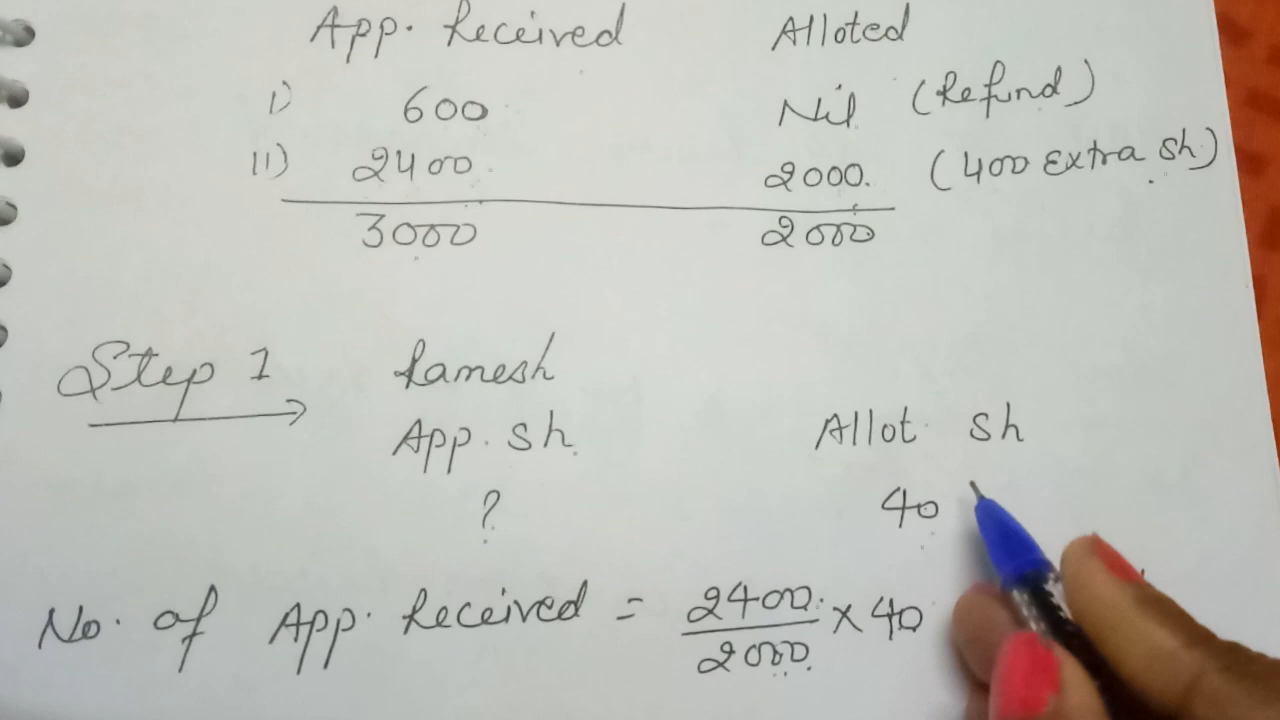 App. Received Alloted
i) 600 Nil (Refund)
ii) 2400 2000. (400 Extra sh)
3000 2000
Step 1 Ramesh
App. sh. Allot sh
? 40
No. of App. Received = 2400/2000 x 40